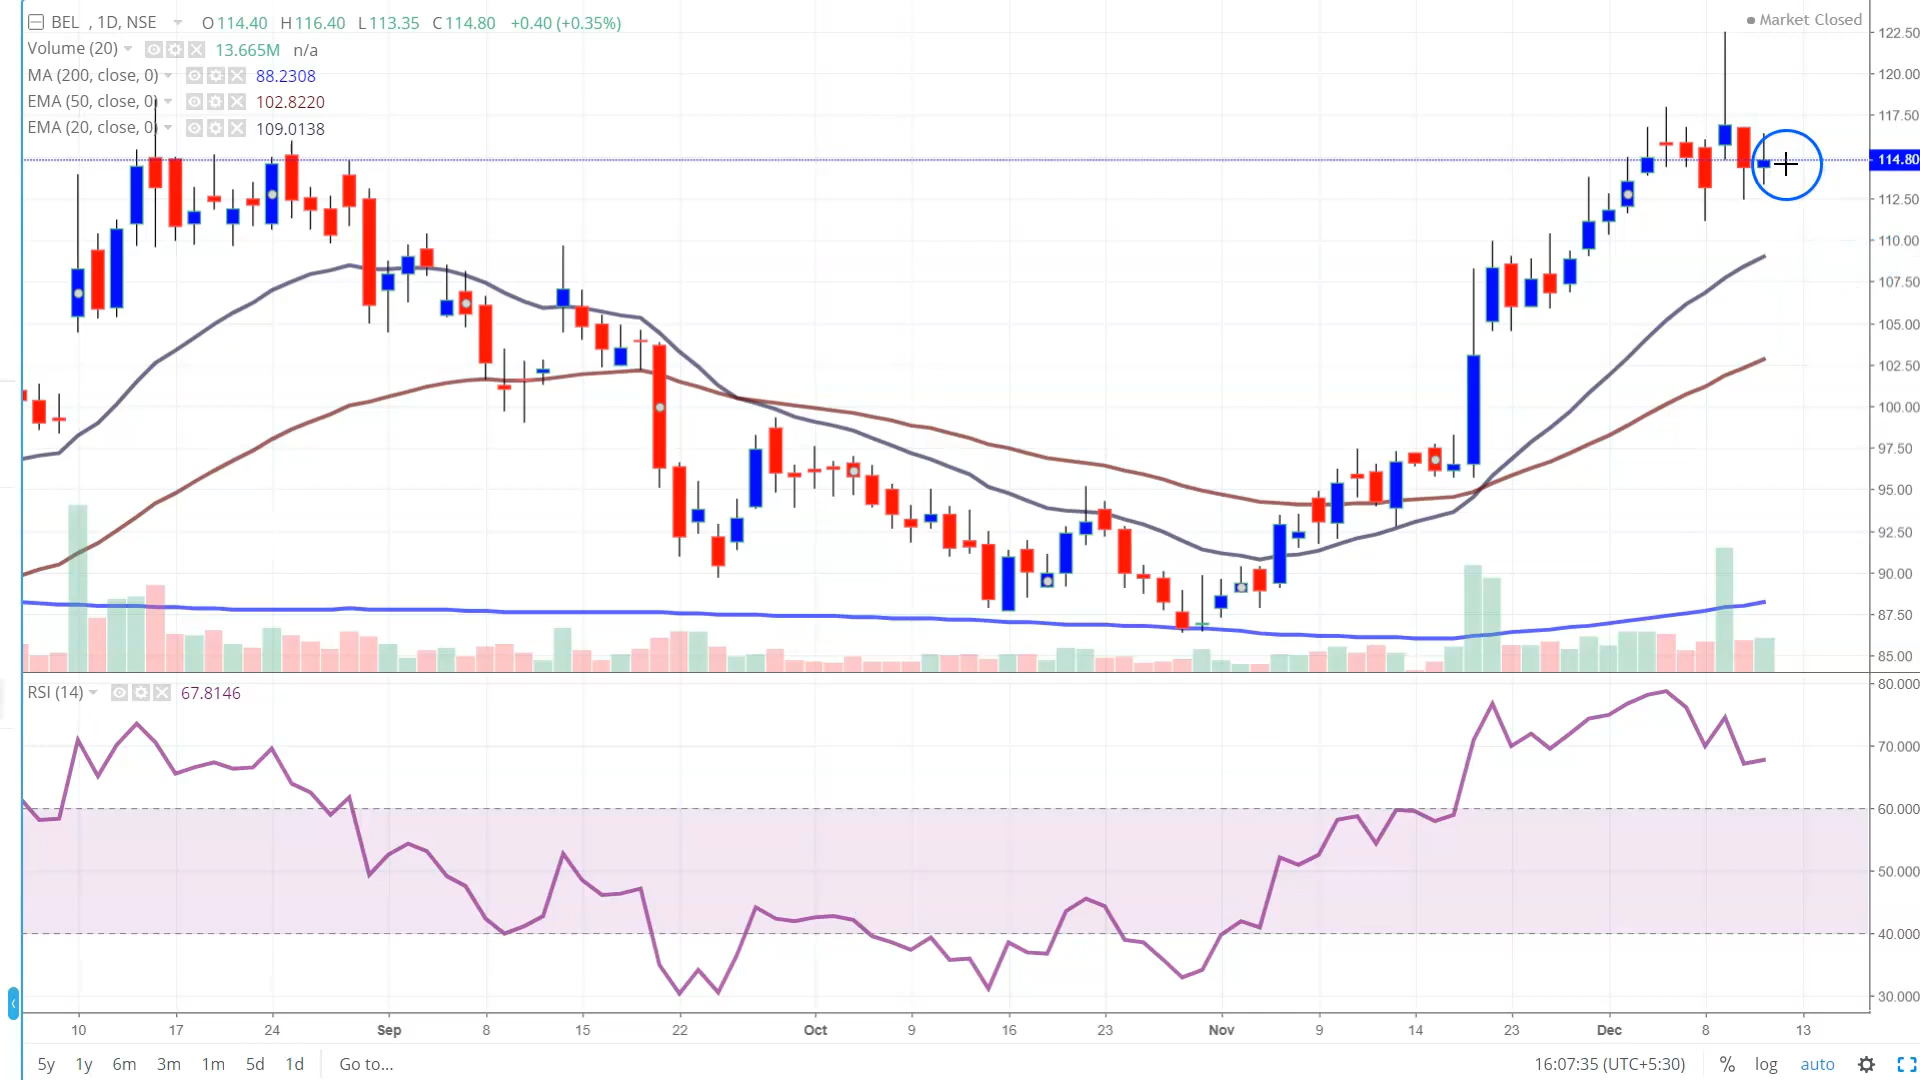 BEL , 1D, NSE O114.40 H116.40 L113.35 C114.80 +0.40 (+0.35%)
Market Closed
Volume (20) 13.665M n/a
MA (200, close, 0) 88.2308
EMA (50, close, 0) 102.8220
EMA (20, close, 0) 109.0138
122.50
120.00
117.50
114.80
112.50
110.00
107.50
105.00
102.50
100.00
97.50
95.00
92.50
90.00
87.50
85.00
RSI (14) 67.8146
80.000
70.000
60.000
50.000
40.000
30.000
10 17 24 Sep 8 15 22 Oct 9 16 23 Nov 9 14 23 Dec 8 13
5y 1y 6m 3m 1m 5d 1d Go to... 16:07:35 (UTC+5:30) % log auto